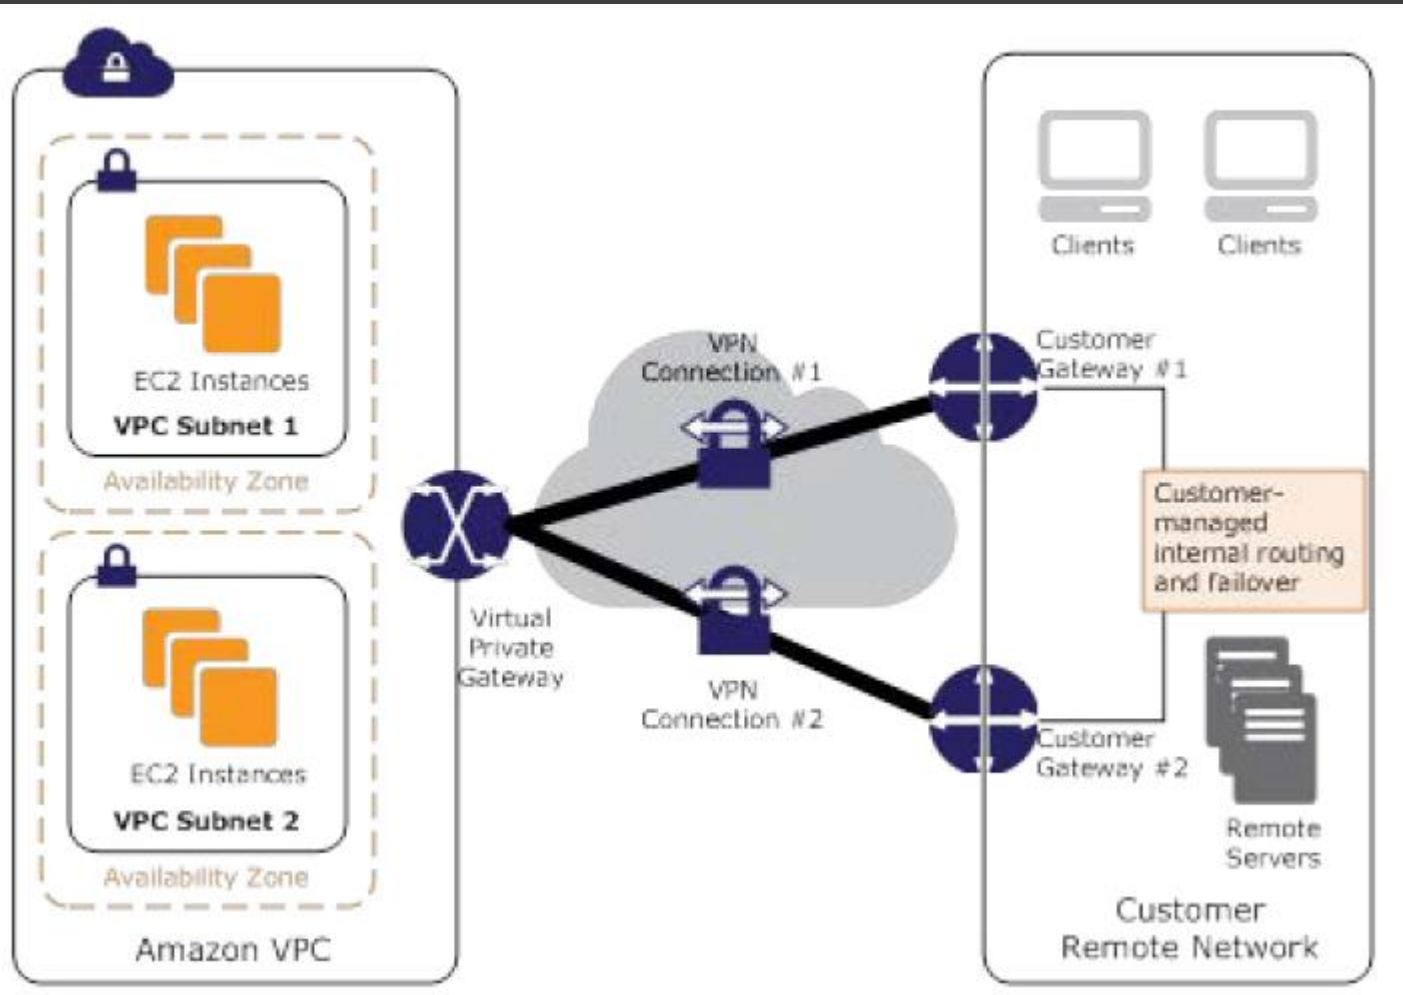 Clients
Clients
EC2 Instances
VPC Subnet 1
Availability Zone
VPN
Connection #1
Customer
Gateway #1
Customer-
managed
internal routing
and failover
Virtual
Private
Gateway
EC2 Instances
VPC Subnet 2
Availability Zone
VPN
Connection #2
Customer
Gateway #2
Remote
Servers
Amazon VPC
Customer
Remote Network